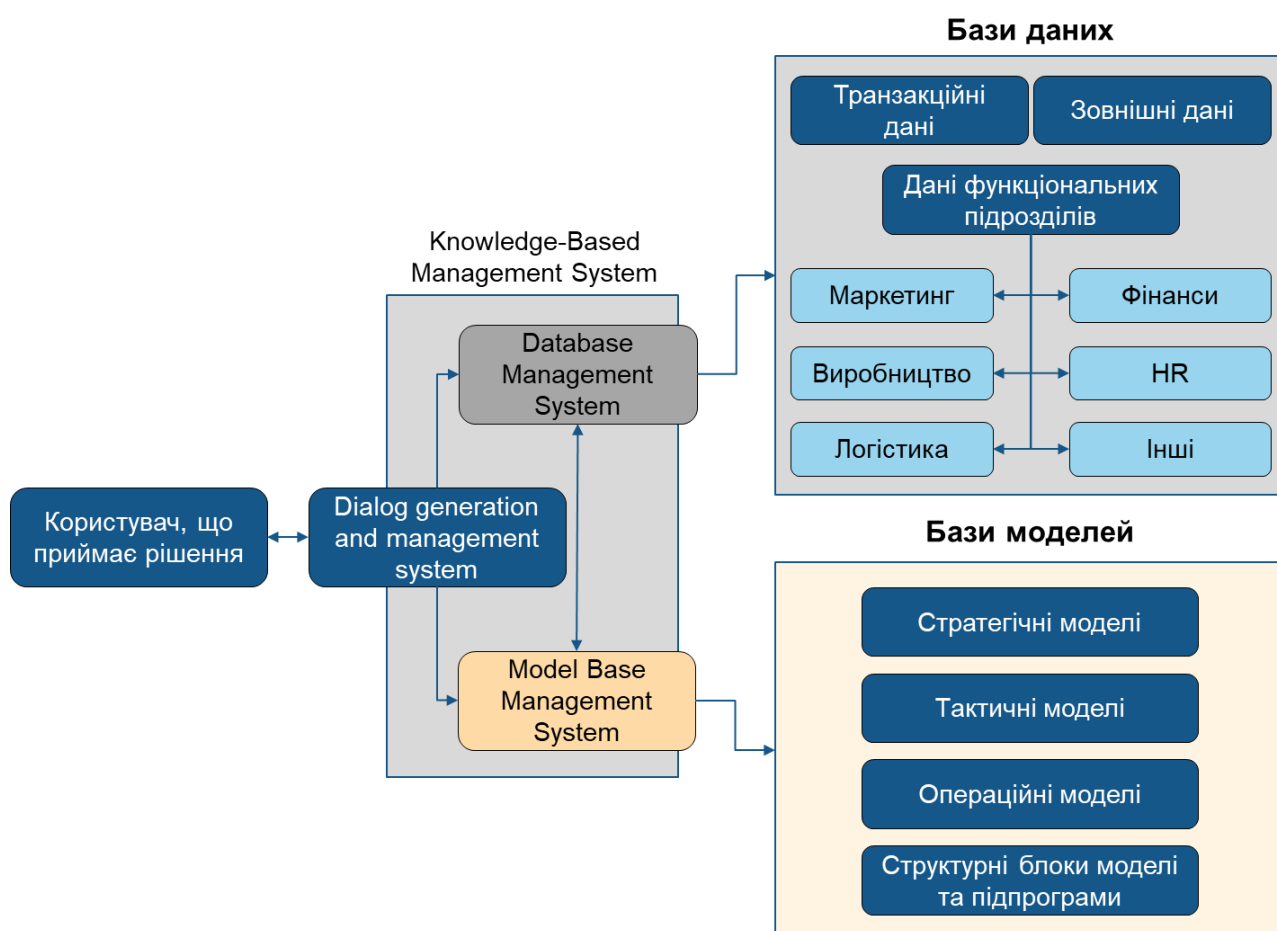 Бази даних
Транзакційні
дані
Зовнішні дані
Дані функціональних
підрозділів
Маркетинг
Фінанси
Виробництво
HR
Логістика
Інші
Knowledge-Based
Management System
Database
Management
System
Користувач, що
приймає рішення
Dialog generation
and management
system
Model Base
Management
System
Бази моделей
Стратегічні моделі
Тактичні моделі
Операційні моделі
Структурні блоки моделі
та підпрограми